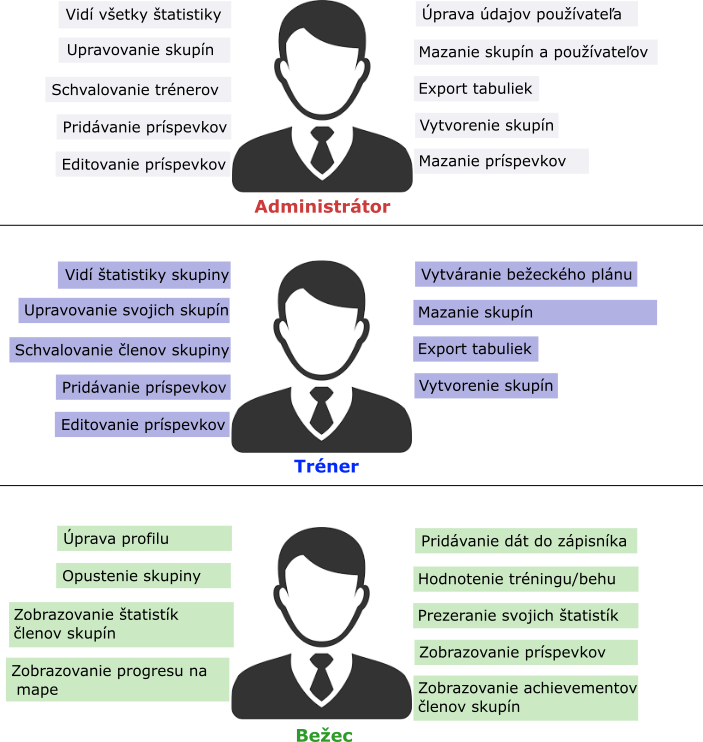 Vidí všetky štatistiky
Upravovanie skupín
Schvalovanie trénerov
Pridávanie príspevkov
Editovanie príspevkov
Úprava údajov používateľa
Mazanie skupín a používateľov
Export tabuliek
Vytvorenie skupín
Mazanie príspevkov
Administrátor
Vidí štatistiky skupiny
Upravovanie svojich skupín
Schvalovanie členov skupiny
Pridávanie príspevkov
Editovanie príspevkov
Vytváranie bežeckého plánu
Mazanie skupín
Export tabuliek
Vytvorenie skupín
Tréner
Úprava profilu
Opustenie skupiny
Zobrazovanie štatistík
členov skupín
Zobrazovanie progresu na
mape
Pridávanie dát do zápisníka
Hodnotenie tréningu/behu
Prezeranie svojich štatistík
Zobrazovanie príspevkov
Zobrazovanie achievementov
členov skupín
Bežec